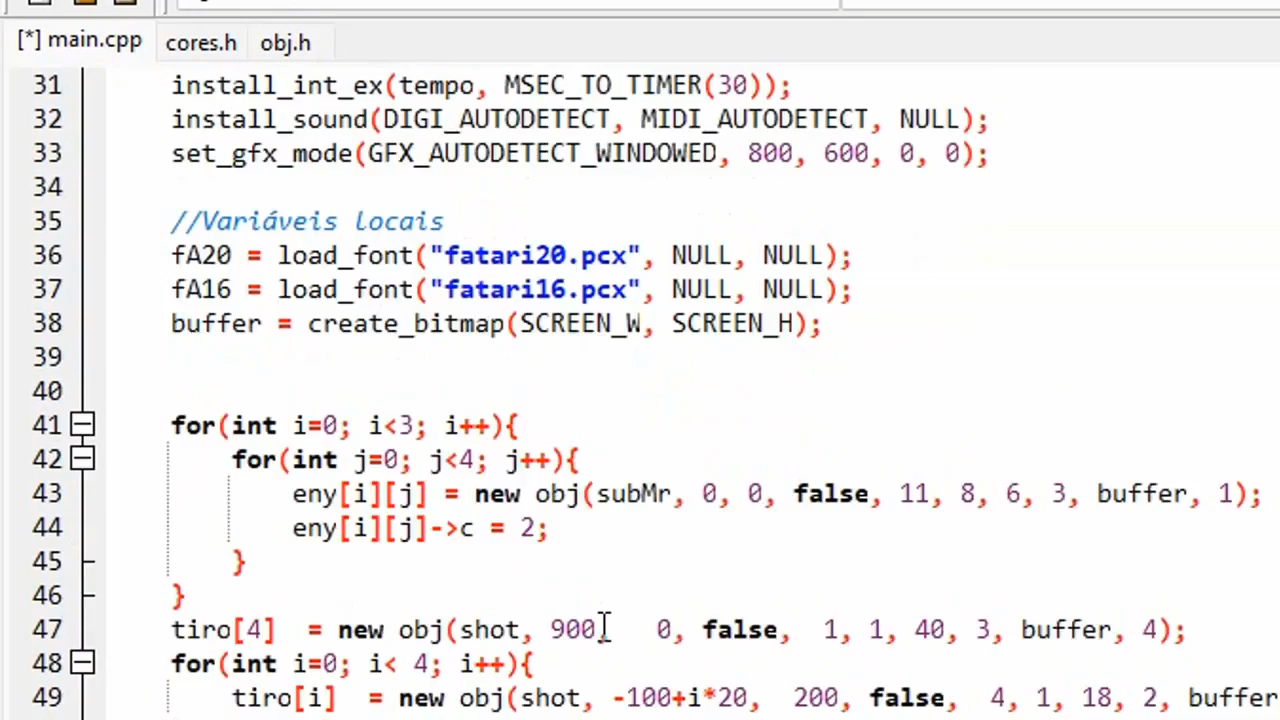 [*] main.cpp cores.h obj.h
31 install_int_ex(tempo, MSEC_TO_TIMER(30));
32 install_sound(DIGI_AUTODETECT, MIDI_AUTODETECT, NULL);
33 set_gfx_mode(GFX_AUTODETECT_WINDOWED, 800, 600, 0, 0);
34
35 //Variáveis locais
36 fA20 = load_font("fatari20.pcx", NULL, NULL);
37 fA16 = load_font("fatari16.pcx", NULL, NULL);
38 buffer = create_bitmap(SCREEN_W, SCREEN_H);
39
40
41 for(int i=0; i<3; i++){
42 for(int j=0; j<4; j++){
43 eny[i][j] = new obj(subMr, 0, 0, false, 11, 8, 6, 3, buffer, 1);
44 eny[i][j]->c = 2;
45 }
46 }
47 tiro[4] = new obj(shot, 900, 0, false, 1, 1, 40, 3, buffer, 4);
48 for(int i=0; i< 4; i++){
49 tiro[i] = new obj(shot, -100+i*20, 200, false, 4, 1, 18, 2, buffer